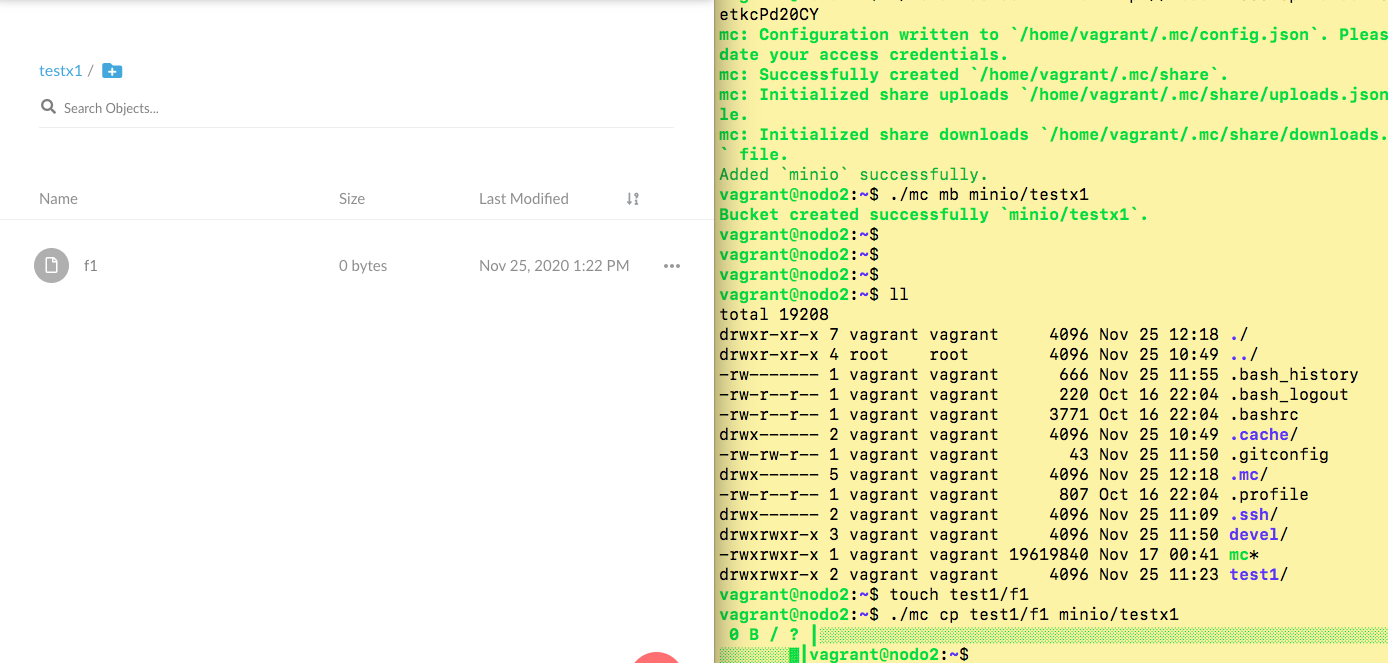 testx1 /
Search Objects...
Name Size Last Modified
f1 0 bytes Nov 25, 2020 1:22 PM
etkcPd20CY
mc: Configuration written to `/home/vagrant/.mc/config.json`. Pleas
date your access credentials.
mc: Successfully created `/home/vagrant/.mc/share`.
mc: Initialized share uploads `/home/vagrant/.mc/share/uploads.json
le.
mc: Initialized share downloads `/home/vagrant/.mc/share/downloads.
` file.
Added `minio` successfully.
vagrant@nodo2:~$ ./mc mb minio/testx1
Bucket created successfully `minio/testx1`.
vagrant@nodo2:~$
vagrant@nodo2:~$
vagrant@nodo2:~$
vagrant@nodo2:~$ ll
total 19208
drwxr-xr-x 7 vagrant vagrant     4096 Nov 25 12:18 ./
drwxr-xr-x 4 root    root        4096 Nov 25 10:49 ../
-rw------- 1 vagrant vagrant      666 Nov 25 11:55 .bash_history
-rw-r--r-- 1 vagrant vagrant      220 Oct 16 22:04 .bash_logout
-rw-r--r-- 1 vagrant vagrant     3771 Oct 16 22:04 .bashrc
drwx------ 2 vagrant vagrant     4096 Nov 25 10:49 .cache/
-rw-rw-r-- 1 vagrant vagrant       43 Nov 25 11:50 .gitconfig
drwx------ 5 vagrant vagrant     4096 Nov 25 12:18 .mc/
-rw-r--r-- 1 vagrant vagrant      807 Oct 16 22:04 .profile
drwx------ 2 vagrant vagrant     4096 Nov 25 11:09 .ssh/
drwxrwxr-x 3 vagrant vagrant     4096 Nov 25 11:50 devel/
-rwxrwxr-x 1 vagrant vagrant 19619840 Nov 17 00:41 mc*
drwxrwxr-x 2 vagrant vagrant     4096 Nov 25 11:23 test1/
vagrant@nodo2:~$ touch test1/f1
vagrant@nodo2:~$ ./mc cp test1/f1 minio/testx1
0 B / ?
vagrant@nodo2:~$